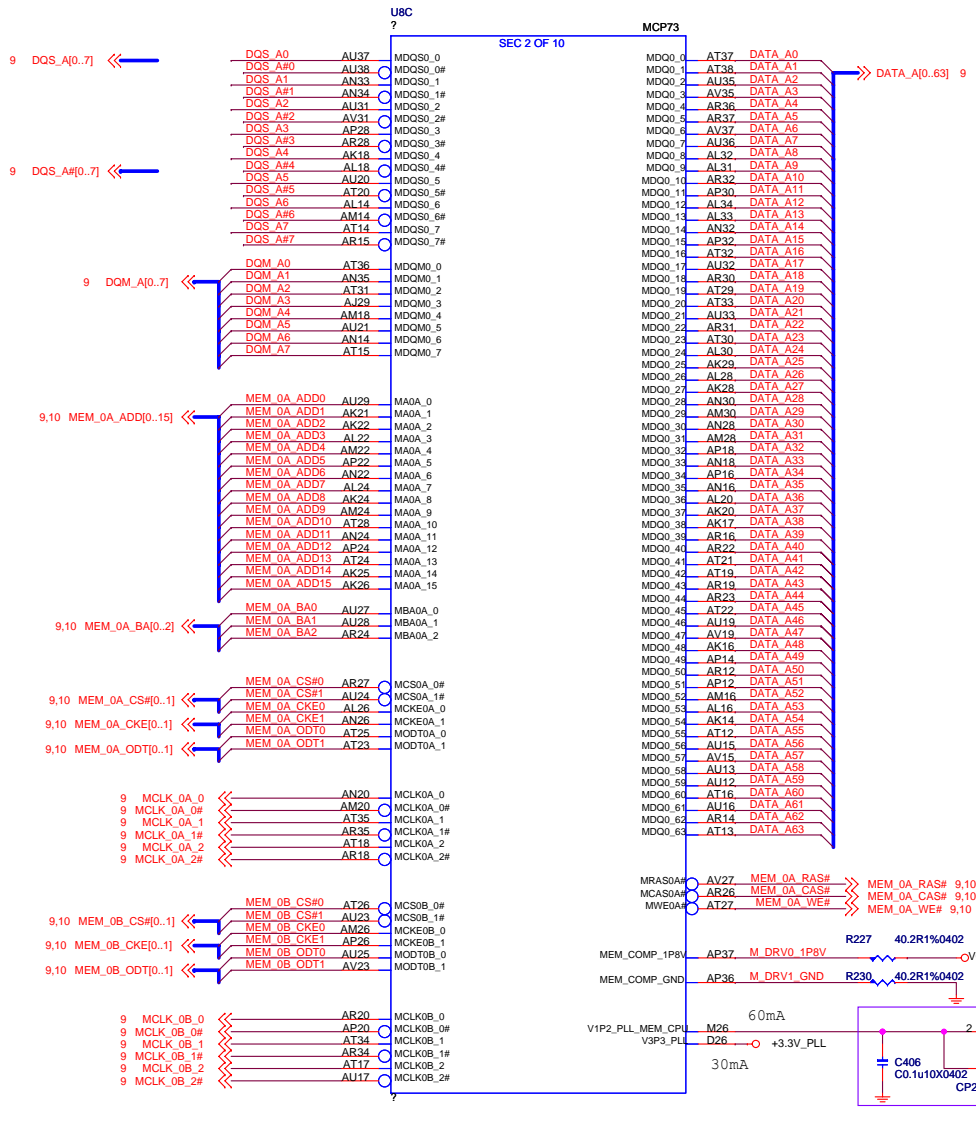 U8C
?
MCP73
SEC 2 OF 10
9 DQS_A[0..7]
DQS_A0 AU37 MDQS0_0
DQS_A#0 AU38 MDQS0_0#
DQS_A1 AN33 MDQS0_1
DQS_A#1 AN34 MDQS0_1#
DQS_A2 AU31 MDQS0_2
DQS_A#2 AV31 MDQS0_2#
DQS_A3 AP28 MDQS0_3
DQS_A#3 AR28 MDQS0_3#
DQS_A4 AK18 MDQS0_4
9 DQS_A#[0..7]
DQS_A#4 AL18 MDQS0_4#
DQS_A5 AU20 MDQS0_5
DQS_A#5 AT20 MDQS0_5#
DQS_A6 AL14 MDQS0_6
DQS_A#6 AM14 MDQS0_6#
DQS_A7 AT14 MDQS0_7
DQS_A#7 AR15 MDQS0_7#
9 DQM_A[0..7]
DQM_A0 AT36 MDQM0_0
DQM_A1 AN35 MDQM0_1
DQM_A2 AT31 MDQM0_2
DQM_A3 AJ29 MDQM0_3
DQM_A4 AM18 MDQM0_4
DQM_A5 AU21 MDQM0_5
DQM_A6 AN14 MDQM0_6
DQM_A7 AT15 MDQM0_7
9,10 MEM_0A_ADD[0..15]
MEM_0A_ADD0 AU29 MA0A_0
MEM_0A_ADD1 AK21 MA0A_1
MEM_0A_ADD2 AK22 MA0A_2
MEM_0A_ADD3 AL22 MA0A_3
MEM_0A_ADD4 AM22 MA0A_4
MEM_0A_ADD5 AP22 MA0A_5
MEM_0A_ADD6 AN22 MA0A_6
MEM_0A_ADD7 AL24 MA0A_7
MEM_0A_ADD8 AK24 MA0A_8
MEM_0A_ADD9 AM24 MA0A_9
MEM_0A_ADD10 AT28 MA0A_10
MEM_0A_ADD11 AN24 MA0A_11
MEM_0A_ADD12 AP24 MA0A_12
MEM_0A_ADD13 AT24 MA0A_13
MEM_0A_ADD14 AK25 MA0A_14
MEM_0A_ADD15 AK26 MA0A_15
9,10 MEM_0A_BA[0..2]
MEM_0A_BA0 AU27 MBA0A_0
MEM_0A_BA1 AU28 MBA0A_1
MEM_0A_BA2 AR24 MBA0A_2
9,10 MEM_0A_CS#[0..1]
9,10 MEM_0A_CKE[0..1]
9,10 MEM_0A_ODT[0..1]
MEM_0A_CS#0 AR27 MCS0A_0#
MEM_0A_CS#1 AU24 MCS0A_1#
MEM_0A_CKE0 AL26 MCKE0A_0
MEM_0A_CKE1 AN26 MCKE0A_1
MEM_0A_ODT0 AT25 MODT0A_0
MEM_0A_ODT1 AT23 MODT0A_1
9 MCLK_0A_0 AN20 MCLK0A_0
9 MCLK_0A_0# AM20 MCLK0A_0#
9 MCLK_0A_1 AT35 MCLK0A_1
9 MCLK_0A_1# AR35 MCLK0A_1#
9 MCLK_0A_2 AT18 MCLK0A_2
9 MCLK_0A_2# AR18 MCLK0A_2#
9,10 MEM_0B_CS#[0..1]
9,10 MEM_0B_CKE[0..1]
9,10 MEM_0B_ODT[0..1]
MEM_0B_CS#0 AT26 MCS0B_0#
MEM_0B_CS#1 AU23 MCS0B_1#
MEM_0B_CKE0 AM26 MCKE0B_0
MEM_0B_CKE1 AP26 MCKE0B_1
MEM_0B_ODT0 AU25 MODT0B_0
MEM_0B_ODT1 AV23 MODT0B_1
9 MCLK_0B_0 AR20 MCLK0B_0
9 MCLK_0B_0# AP20 MCLK0B_0#
9 MCLK_0B_1 AT34 MCLK0B_1
9 MCLK_0B_1# AR34 MCLK0B_1#
9 MCLK_0B_2 AT17 MCLK0B_2
9 MCLK_0B_2# AU17 MCLK0B_2#
?
MDQ0_0 AT37 DATA_A0
MDQ0_1 AT38 DATA_A1
MDQ0_2 AU35 DATA_A2
MDQ0_3 AV35 DATA_A3
MDQ0_4 AR36 DATA_A4
MDQ0_5 AR37 DATA_A5
MDQ0_6 AV37 DATA_A6
MDQ0_7 AU36 DATA_A7
MDQ0_8 AL32 DATA_A8
MDQ0_9 AL31 DATA_A9
MDQ0_10 AR32 DATA_A10
MDQ0_11 AP30 DATA_A11
MDQ0_12 AL34 DATA_A12
MDQ0_13 AL33 DATA_A13
MDQ0_14 AN32 DATA_A14
MDQ0_15 AP32 DATA_A15
MDQ0_16 AT32 DATA_A16
MDQ0_17 AU32 DATA_A17
MDQ0_18 AR30 DATA_A18
MDQ0_19 AT29 DATA_A19
MDQ0_20 AT33 DATA_A20
MDQ0_21 AU33 DATA_A21
MDQ0_22 AR31 DATA_A22
MDQ0_23 AT30 DATA_A23
MDQ0_24 AL30 DATA_A24
MDQ0_25 AK29 DATA_A25
MDQ0_26 AL28 DATA_A26
MDQ0_27 AK28 DATA_A27
MDQ0_28 AN30 DATA_A28
MDQ0_29 AM30 DATA_A29
MDQ0_30 AN28 DATA_A30
MDQ0_31 AM28 DATA_A31
MDQ0_32 AP18 DATA_A32
MDQ0_33 AN18 DATA_A33
MDQ0_34 AP16 DATA_A34
MDQ0_35 AN16 DATA_A35
MDQ0_36 AL20 DATA_A36
MDQ0_37 AK20 DATA_A37
MDQ0_38 AK17 DATA_A38
MDQ0_39 AR16 DATA_A39
MDQ0_40 AR22 DATA_A40
MDQ0_41 AT21 DATA_A41
MDQ0_42 AT19 DATA_A42
MDQ0_43 AR19 DATA_A43
MDQ0_44 AR23 DATA_A44
MDQ0_45 AT22 DATA_A45
MDQ0_46 AU19 DATA_A46
MDQ0_47 AV19 DATA_A47
MDQ0_48 AK16 DATA_A48
MDQ0_49 AP14 DATA_A49
MDQ0_50 AR12 DATA_A50
MDQ0_51 AP12 DATA_A51
MDQ0_52 AM16 DATA_A52
MDQ0_53 AL16 DATA_A53
MDQ0_54 AK14 DATA_A54
MDQ0_55 AT12 DATA_A55
MDQ0_56 AU15 DATA_A56
MDQ0_57 AV15 DATA_A57
MDQ0_58 AU13 DATA_A58
MDQ0_59 AU12 DATA_A59
MDQ0_60 AT16 DATA_A60
MDQ0_61 AU16 DATA_A61
MDQ0_62 AR14 DATA_A62
MDQ0_63 AT13 DATA_A63
DATA_A[0..63] 9
MRAS0A# AV27 MEM_0A_RAS# MEM_0A_RAS# 9,10
MCAS0A# AR26 MEM_0A_CAS# MEM_0A_CAS# 9,10
MWE0A# AT27 MEM_0A_WE# MEM_0A_WE# 9,10
R227 40.2R1%0402
MEM_COMP_1P8V AP37 M_DRV0_1P8V V
R230 40.2R1%0402
MEM_COMP_GND AP36 M_DRV1_GND
60mA
V1P2_PLL_MEM_CPU M26 2
V3P3_PLL D26 +3.3V_PLL
30mA
C406
C0.1u10X0402
CP2